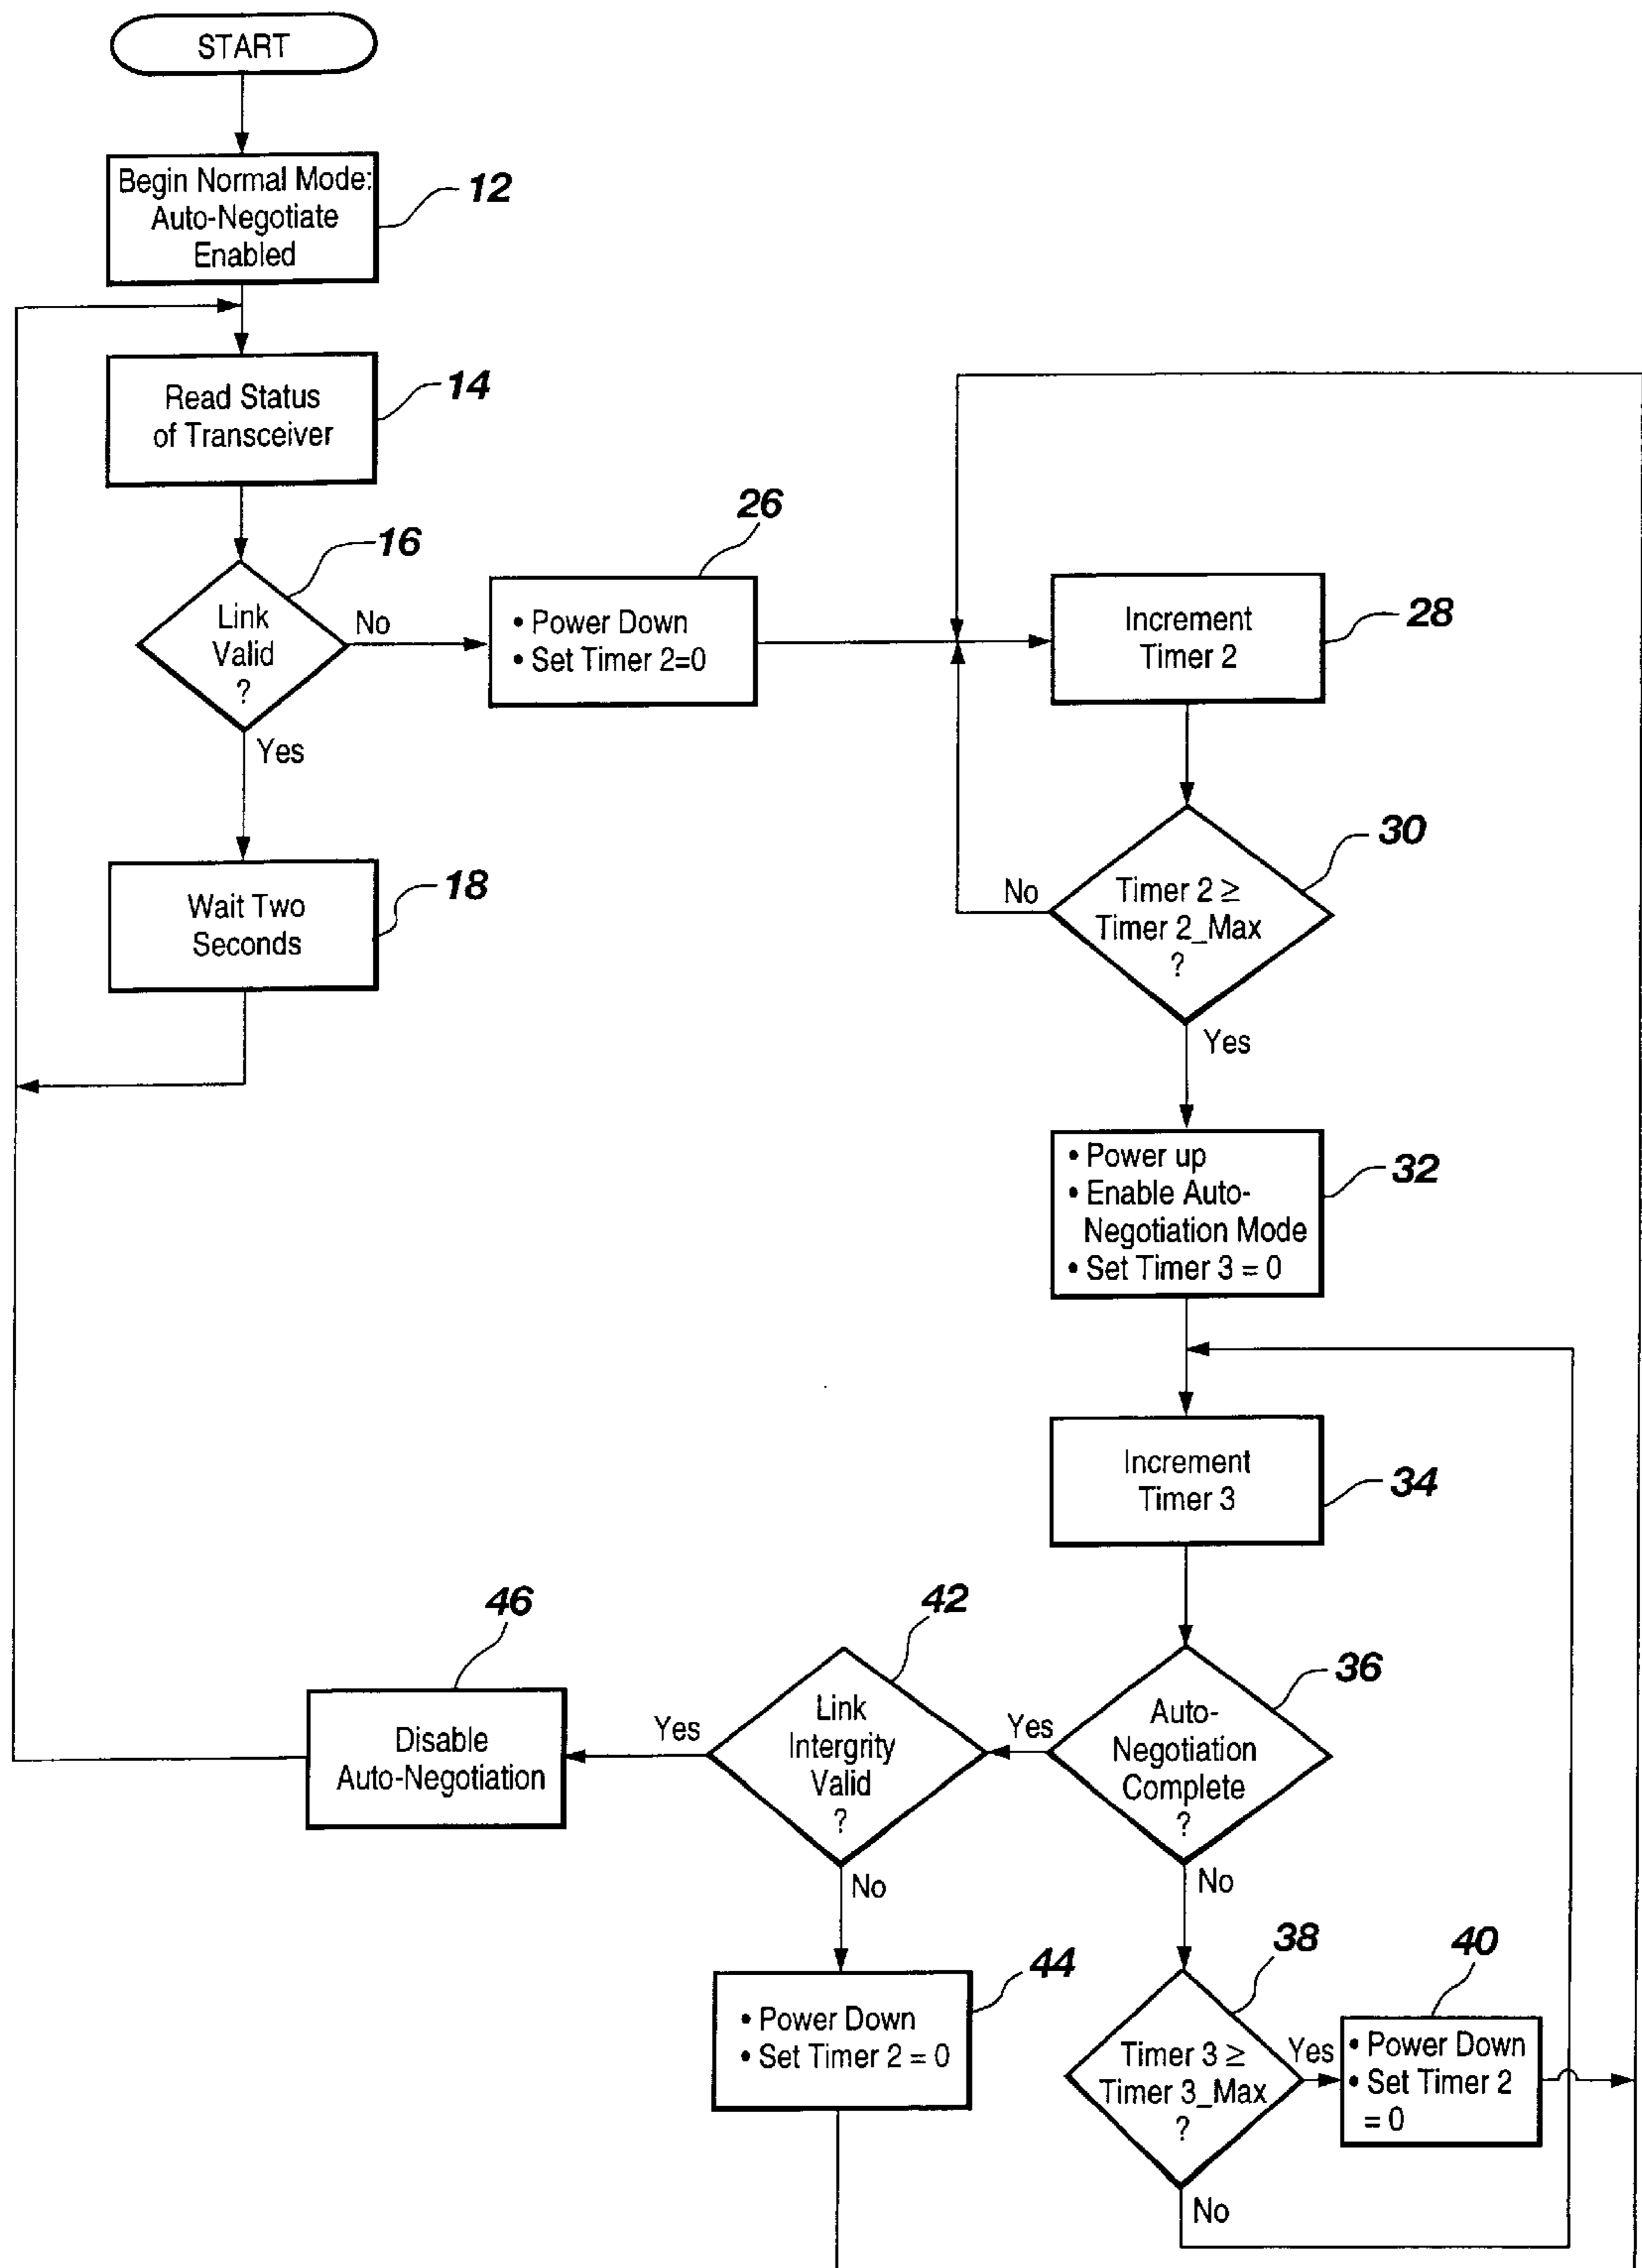 START
Begin Normal Mode:
Auto-Negotiate
Enabled
12
Read Status
of Transceiver
14
Link
Valid
?
16
No
Yes
Wait Two
Seconds
18
26
• Power Down
• Set Timer 2=0
Increment
Timer 2
28
Timer 2 ≥
Timer 2_Max
?
30
No
Yes
• Power up
• Enable Auto-
Negotiation Mode
• Set Timer 3 = 0
32
Increment
Timer 3
34
Auto-
Negotiation
Complete
?
36
Yes
No
Link
Intergrity
Valid
?
42
Yes
No
46
Disable
Auto-Negotiation
44
• Power Down
• Set Timer 2 = 0
Timer 3 ≥
Timer 3_Max
?
38
Yes
No
40
• Power Down
• Set Timer 2
= 0